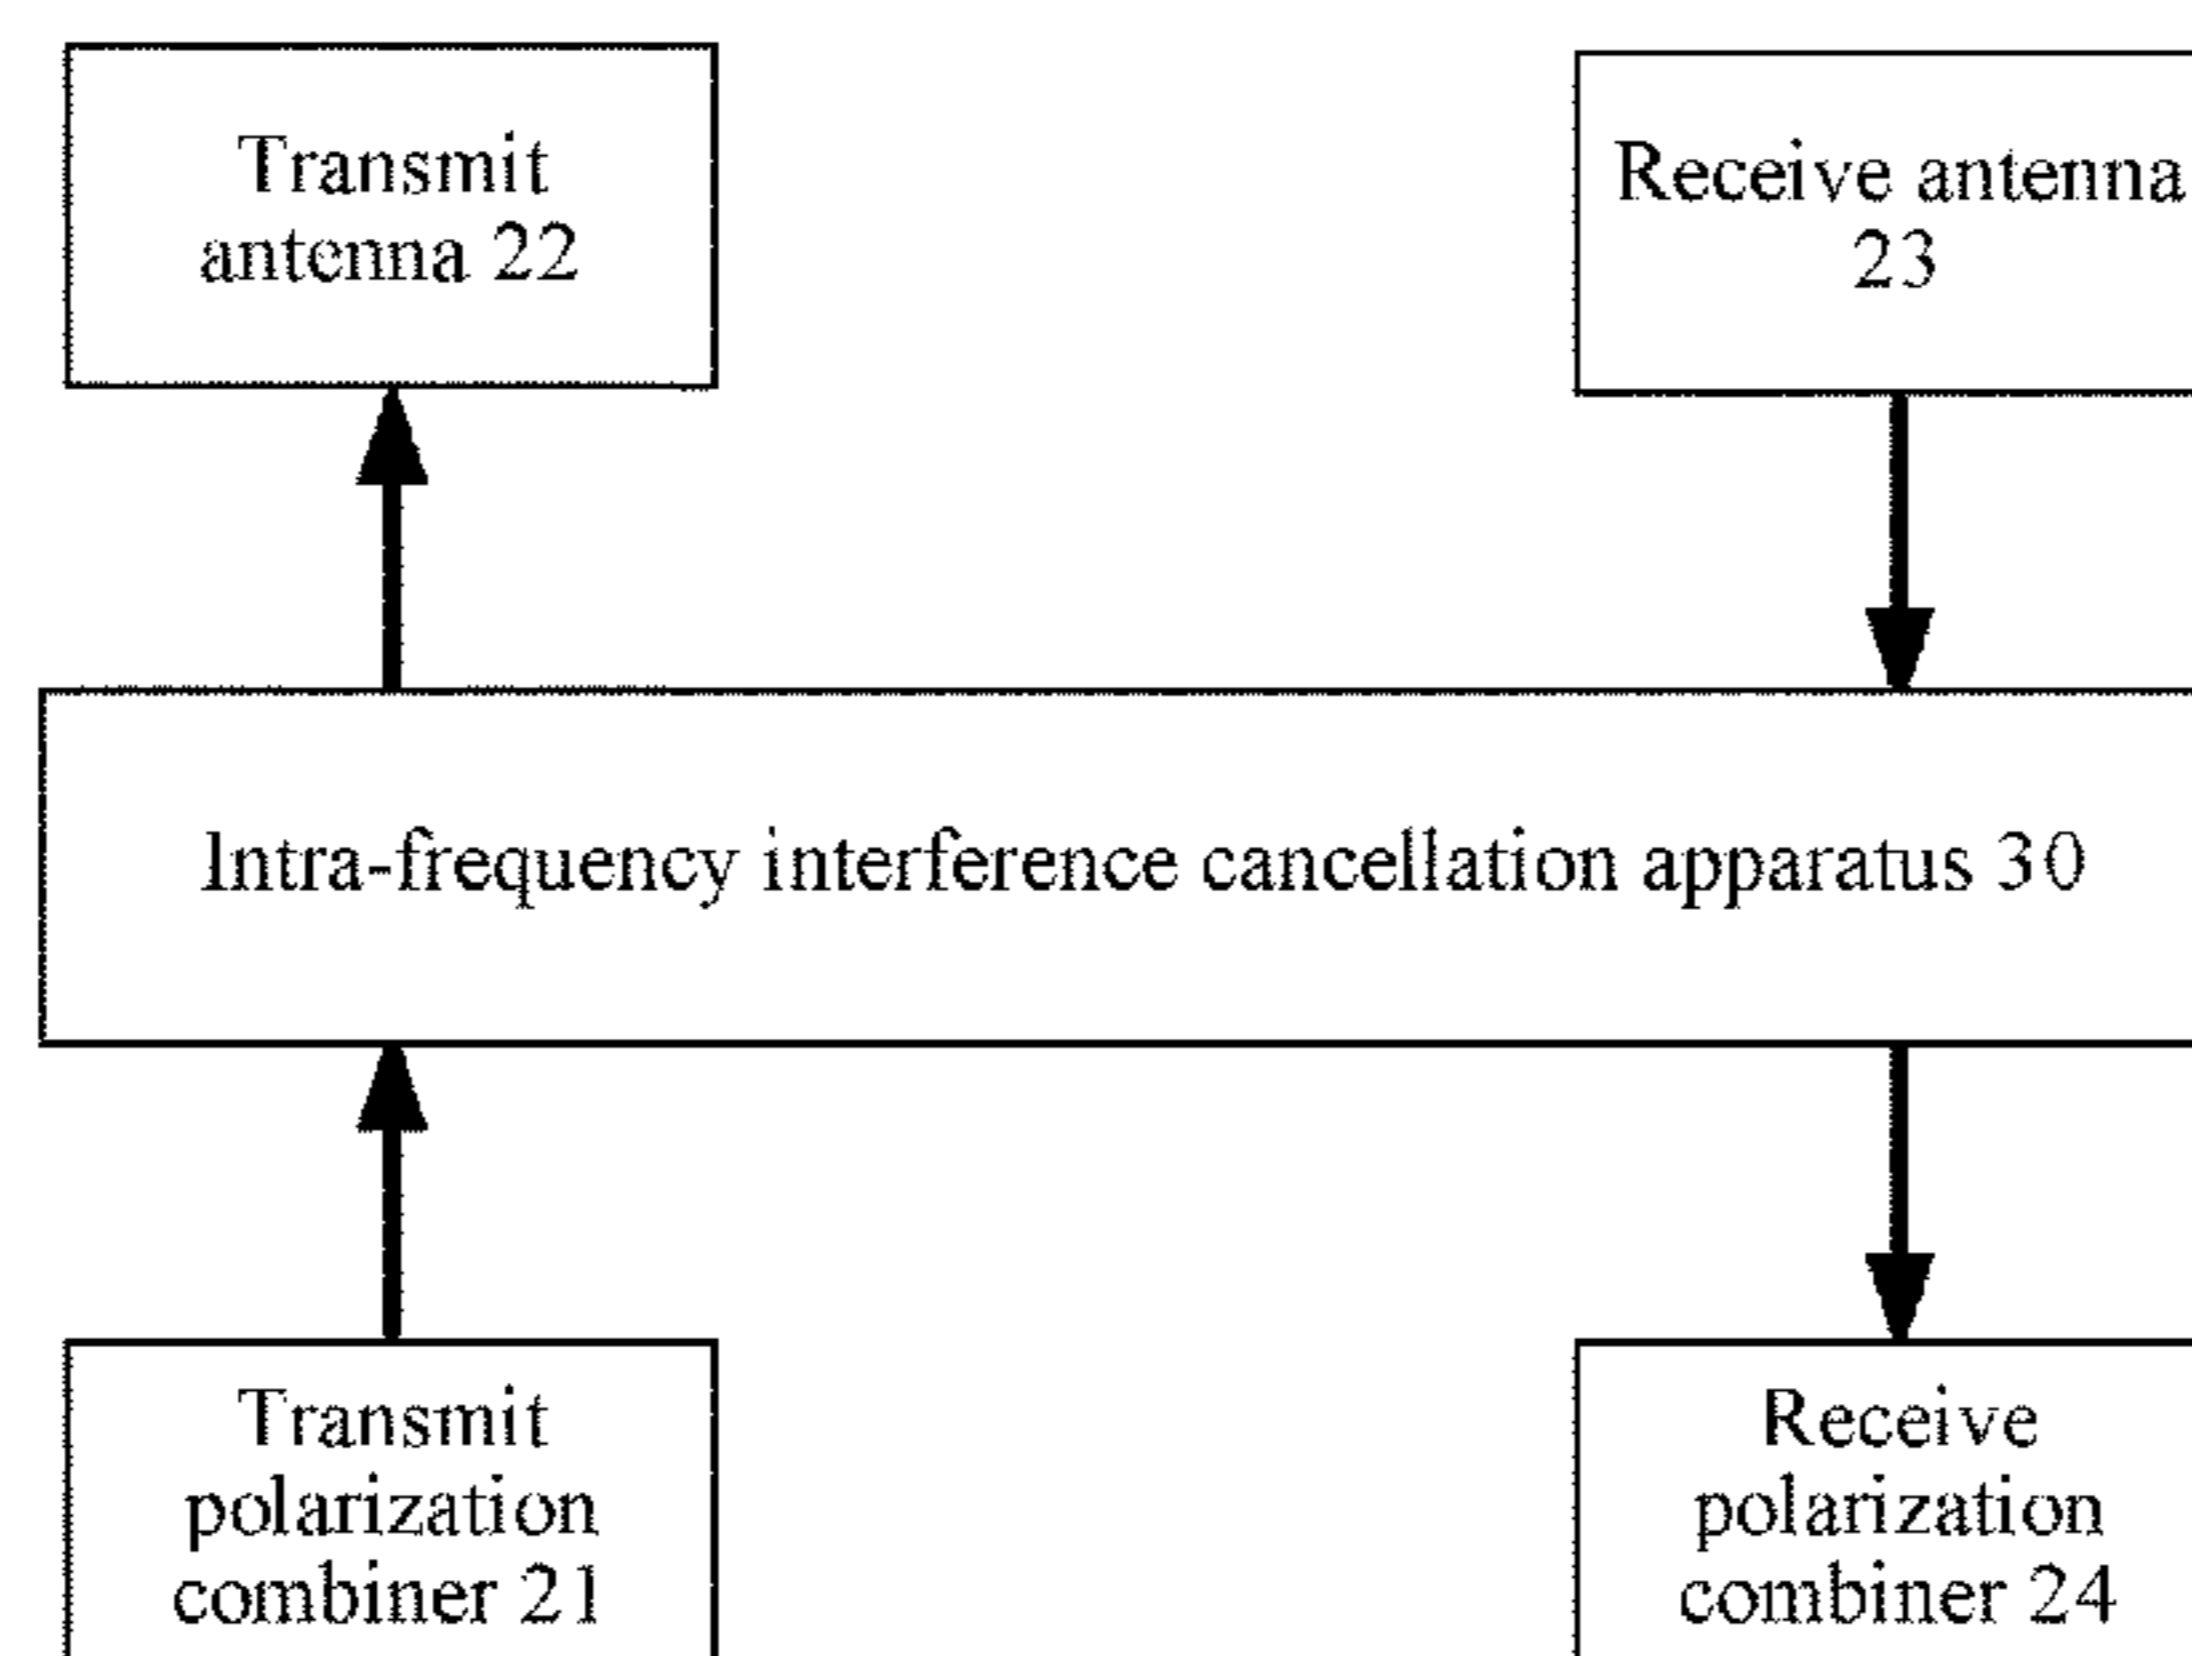 Transmit
antenna 22
Receive antenna
23
Intra-frequency interference cancellation apparatus 30
Transmit
polarization
combiner 21
Receive
polarization
combiner 24